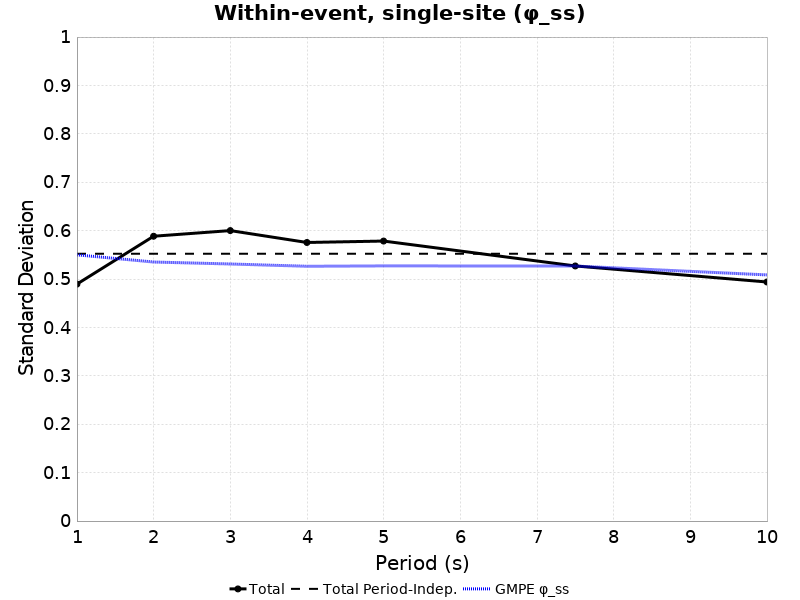 Within-event, single-site (φ_ss)
Standard Deviation
1
0.9
0.8
0.7
0.6
0.5
0.4
0.3
0.2
0.1
0
1 2 3 4 5 6 7 8 9 10
Period (s)
Total Total Period-Indep. GMPE φ_ss